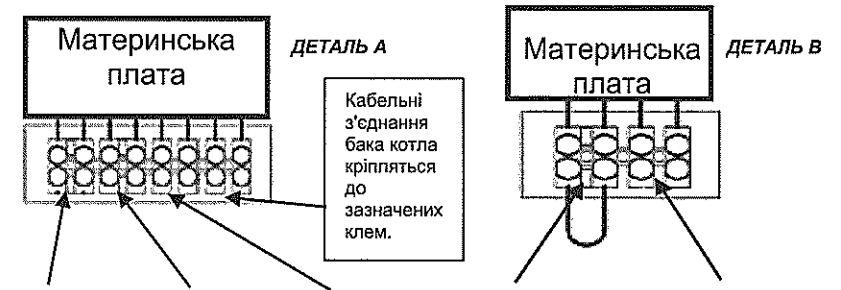 Материнська
плата
ДЕТАЛЬ А
Кабельні
з'єднання
бака котла
кріпляться
до
зазначених
клем.
Материнська
плата
ДЕТАЛЬ В